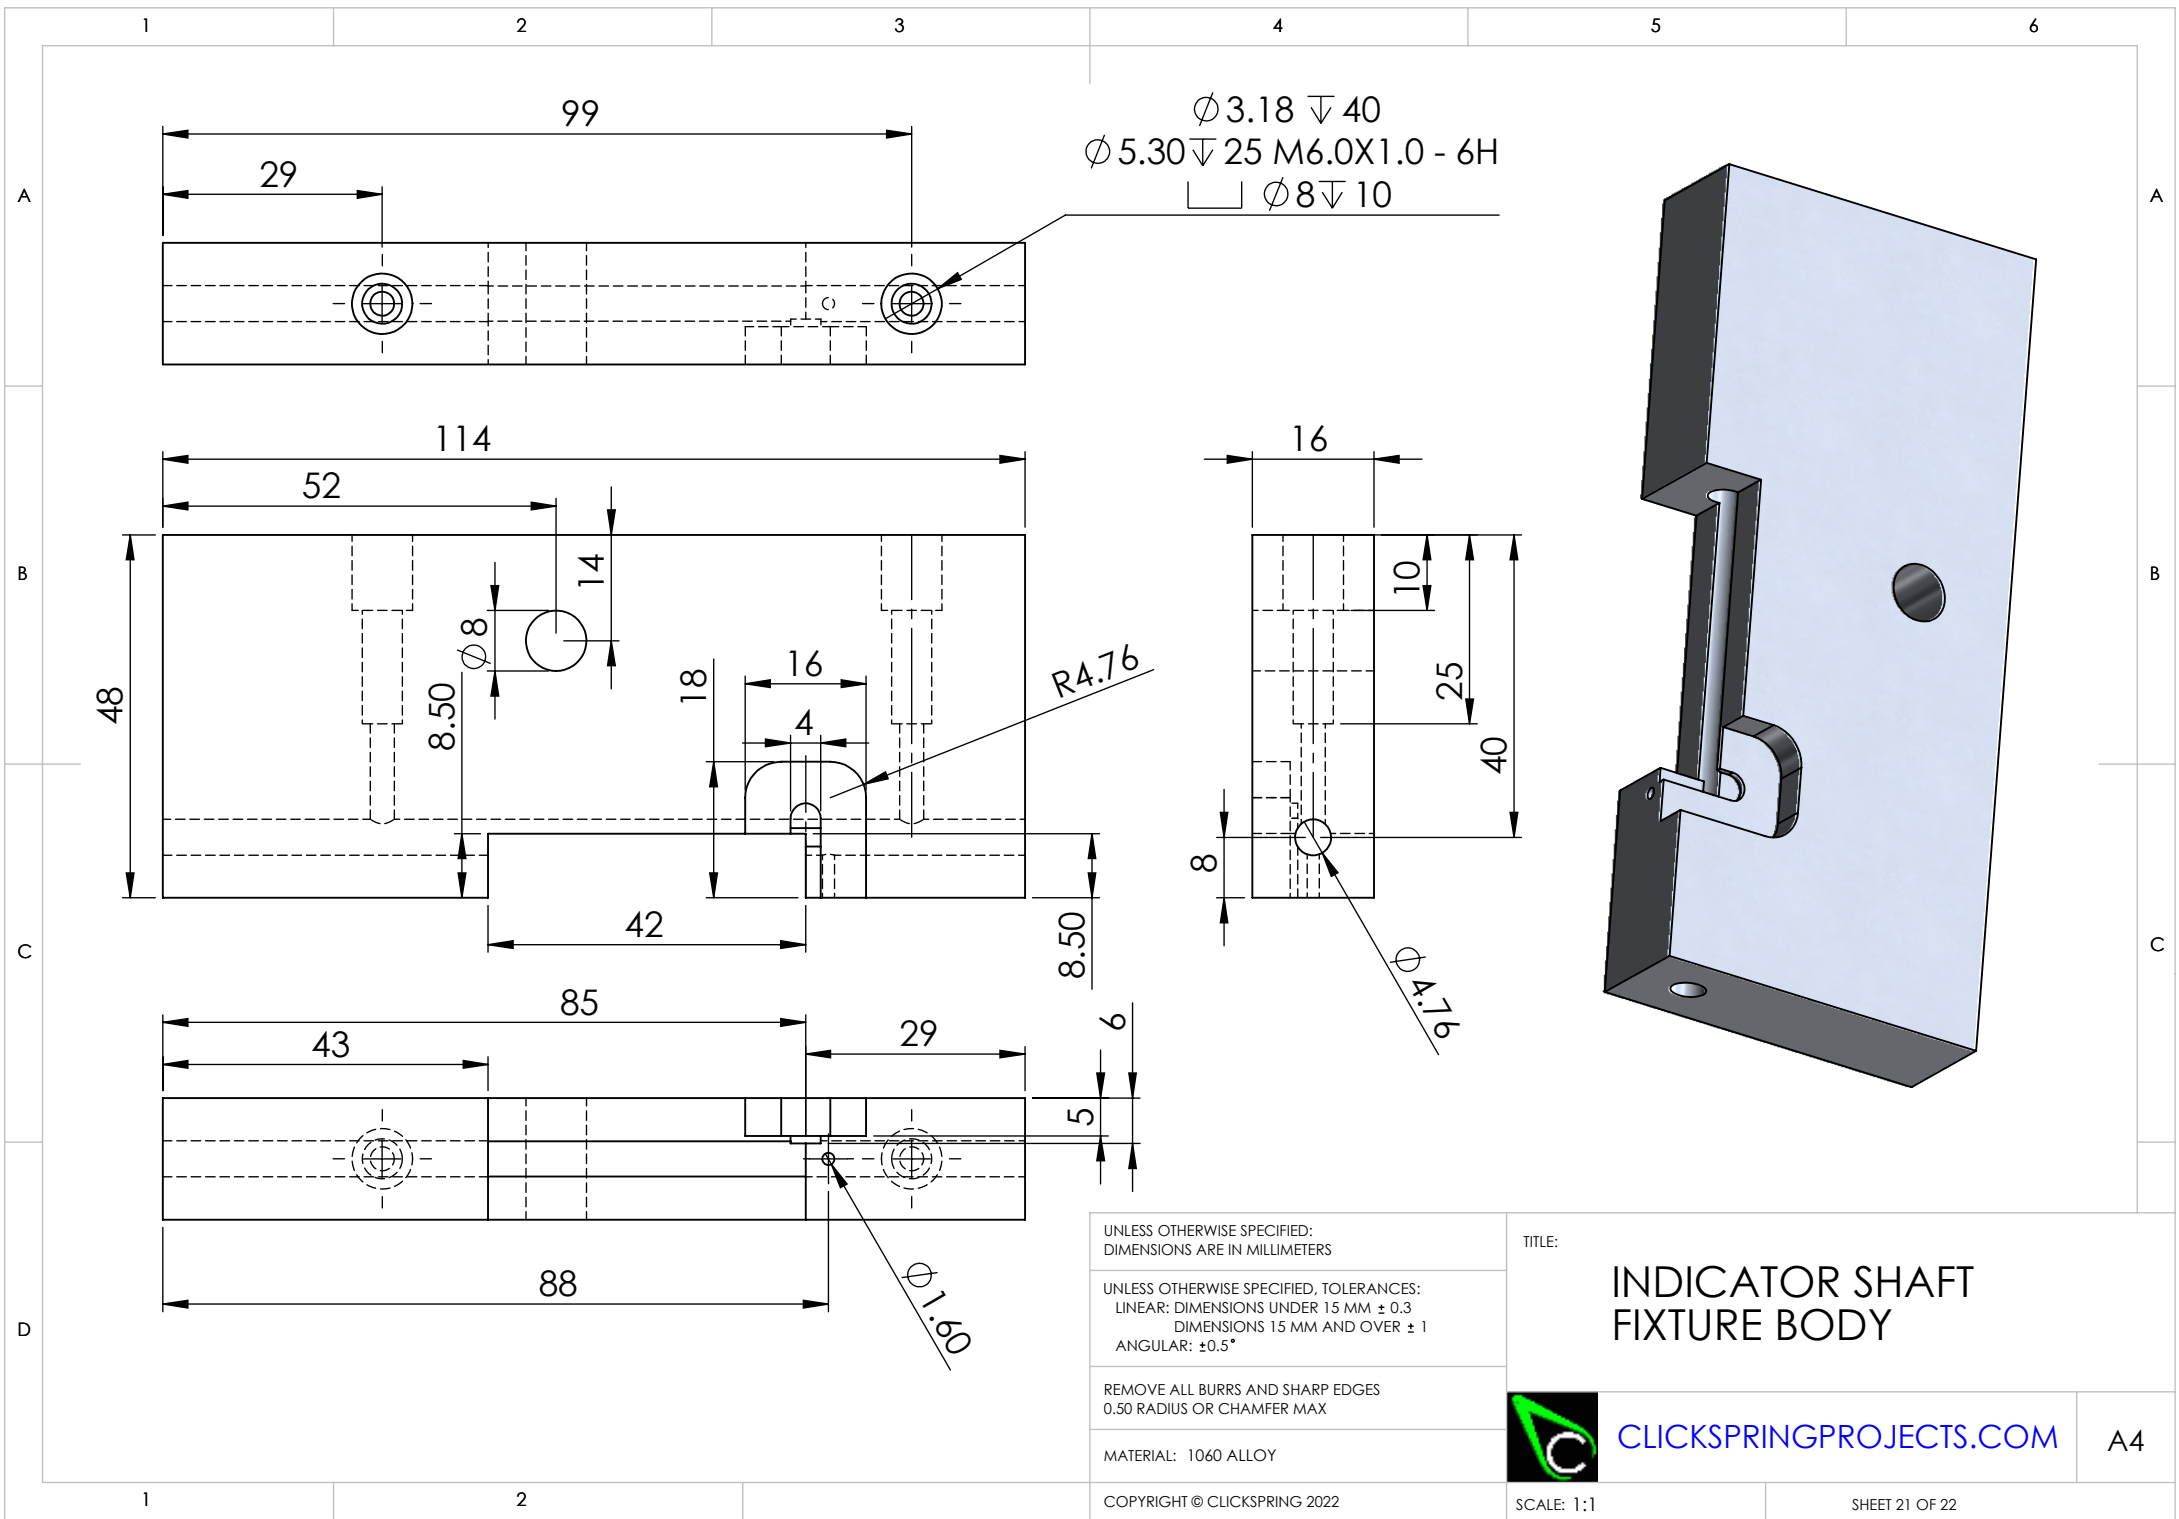 1 2 3 4 5 6
A A
B B
C C
D
99
29
⌀3.18 ↧ 40
⌀5.30 ↧ 25 M6.0X1.0 - 6H
⌴ ⌀8 ↧ 10
114
52
14
⌀8
48
8.50
18
16
4
R4.76
42
8.50
16
10
25
40
8
⌀4.76
85
43
29
6
5
88
⌀1.60
UNLESS OTHERWISE SPECIFIED:
DIMENSIONS ARE IN MILLIMETERS
UNLESS OTHERWISE SPECIFIED, TOLERANCES:
LINEAR: DIMENSIONS UNDER 15 MM ± 0.3
DIMENSIONS 15 MM AND OVER ± 1
ANGULAR: ±0.5°
REMOVE ALL BURRS AND SHARP EDGES
0.50 RADIUS OR CHAMFER MAX
MATERIAL: 1060 ALLOY
COPYRIGHT © CLICKSPRING 2022
TITLE:
INDICATOR SHAFT
FIXTURE BODY
C
CLICKSPRINGPROJECTS.COM
A4
SCALE: 1:1
SHEET 21 OF 22
1 2